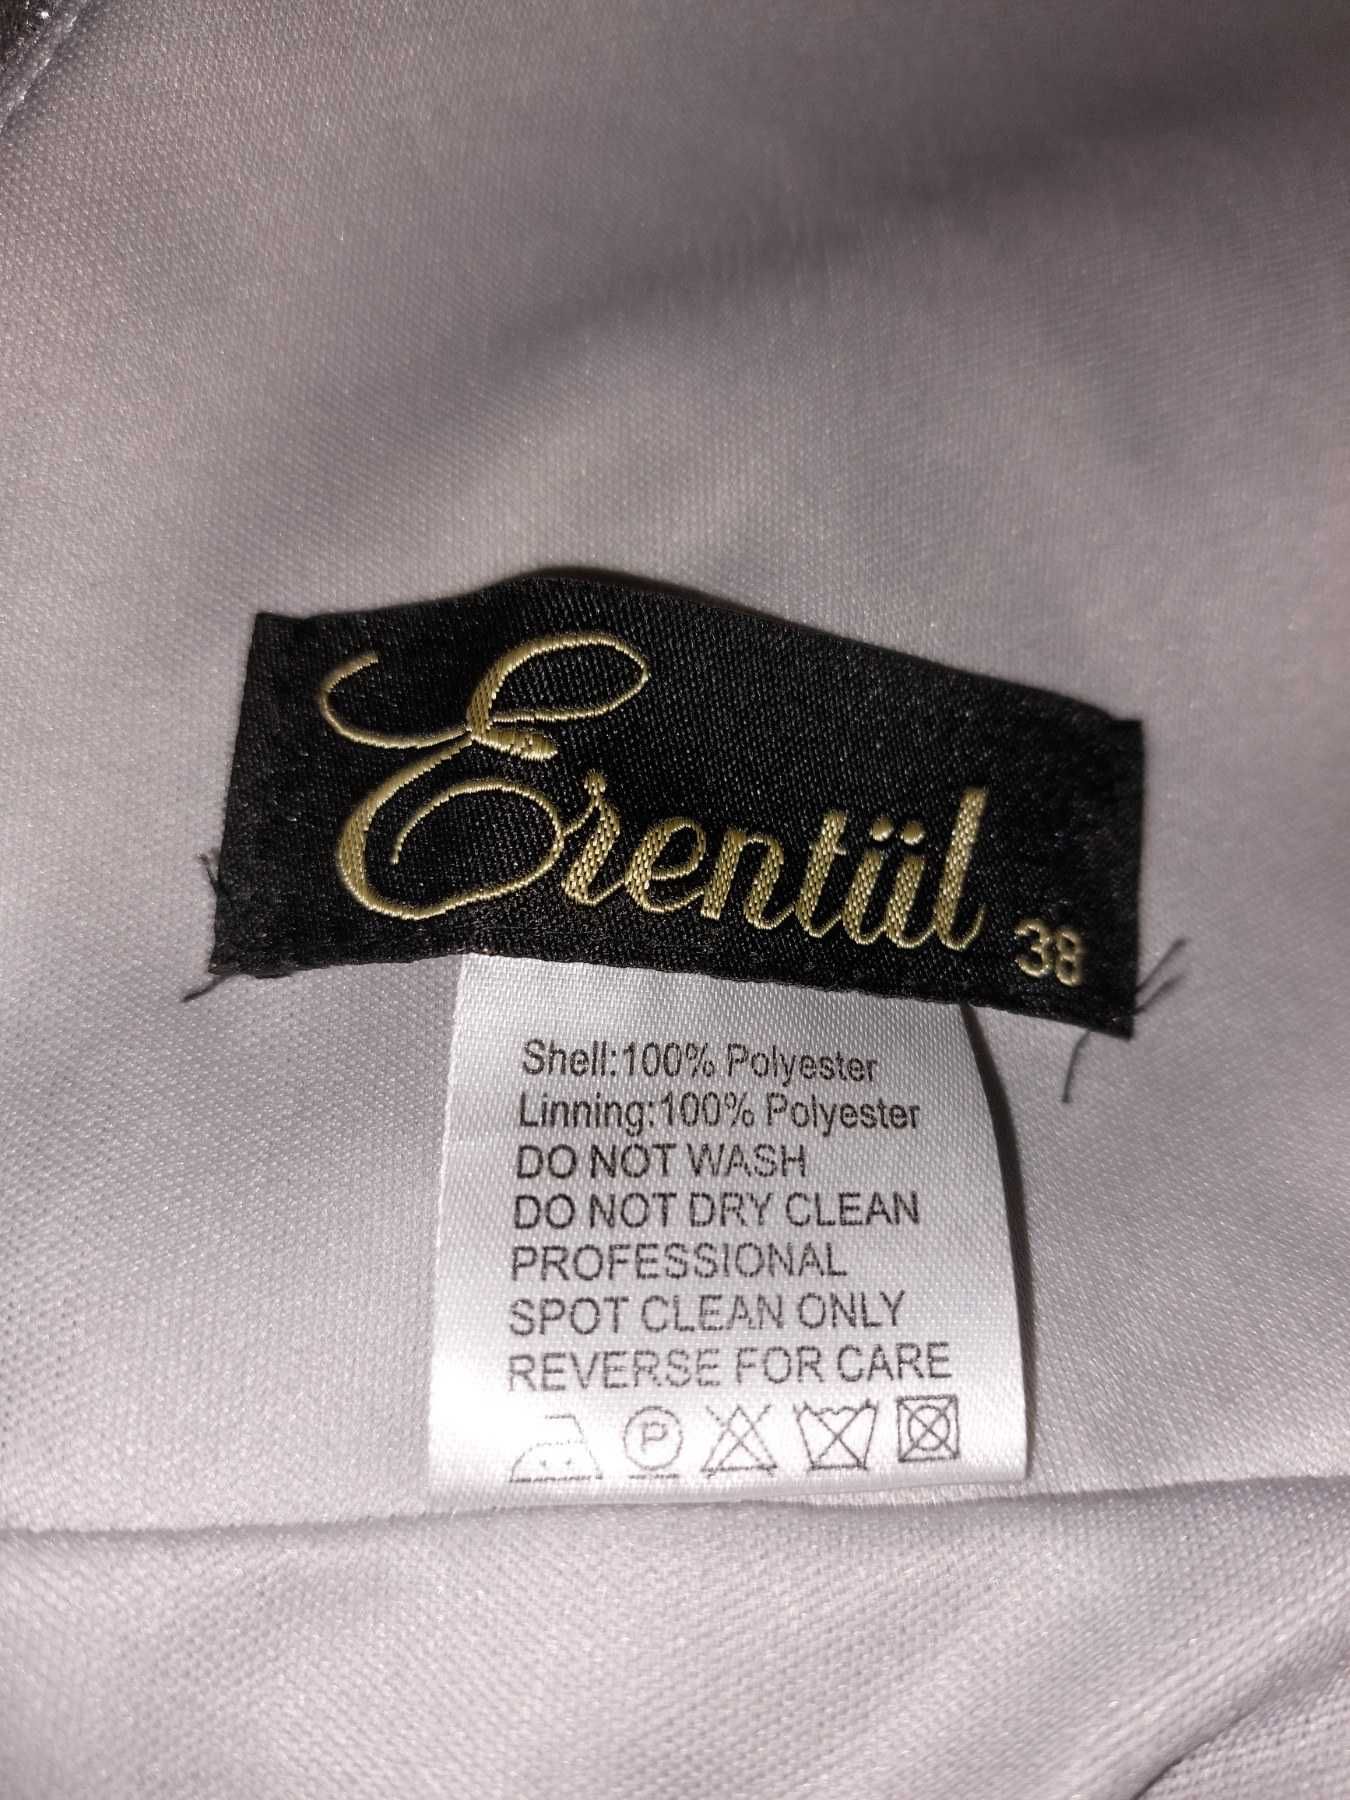 Erentül 38
Shell:100% Polyester
Linning:100% Polyester
DO NOT WASH
DO NOT DRY CLEAN
PROFESSIONAL
SPOT CLEAN ONLY
REVERSE FOR CARE
P